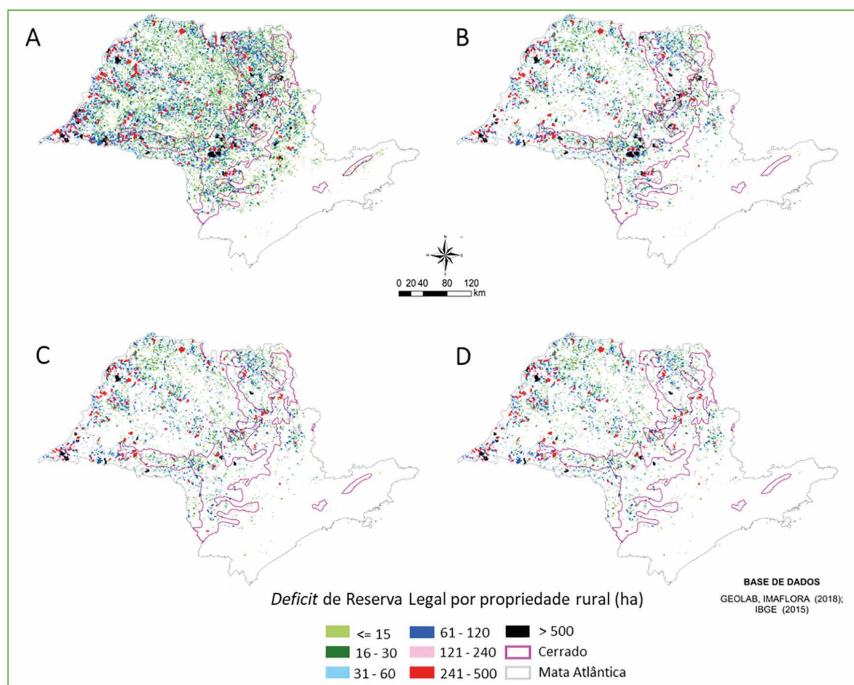 A
B
0 20 40 80 120
km
C
D
Deficit de Reserva Legal por propriedade rural (ha)
<= 15
16 - 30
31 - 60
61 - 120
121 - 240
241 - 500
> 500
Cerrado
Mata Atlântica
BASE DE DADOS
GEOLAB, IMAFLORA (2018);
IBGE (2015)